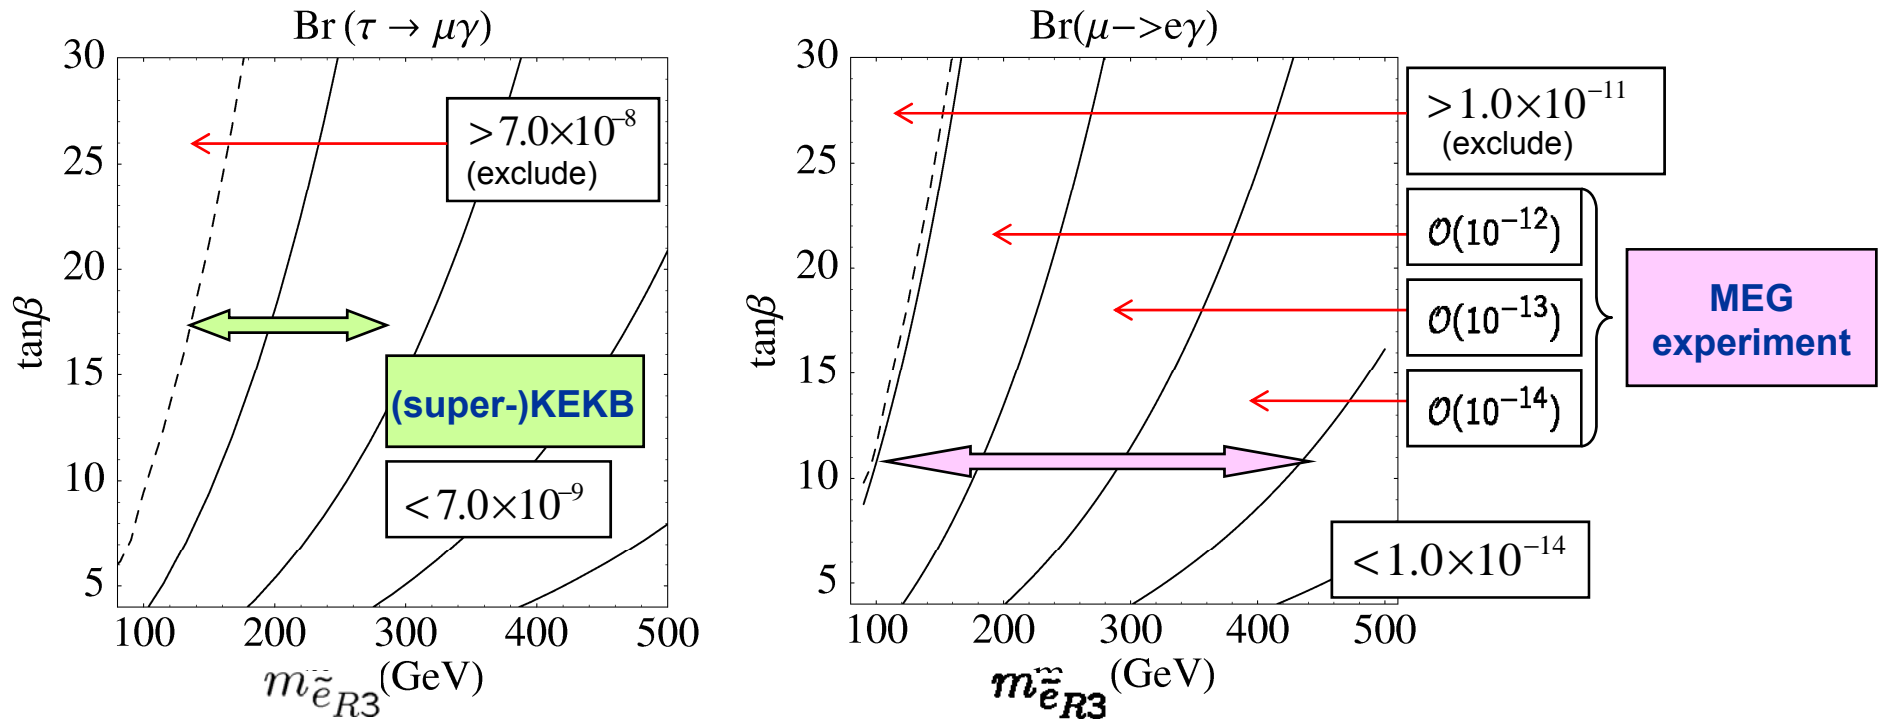 Br (τ → μγ)
30
25
20
15
10
5
tanβ
> 7.0×10⁻⁸
(exclude)
(super-)KEKB
< 7.0×10⁻⁹
100 200 300 400 500
m ẽ R3 (GeV)
Br(μ−>eγ)
30
25
20
15
10
5
tanβ
> 1.0×10⁻¹¹
(exclude)
𝒪(10⁻¹²)
𝒪(10⁻¹³)
𝒪(10⁻¹⁴)
MEG
experiment
< 1.0×10⁻¹⁴
100 200 300 400 500
m ẽ R3 (GeV)